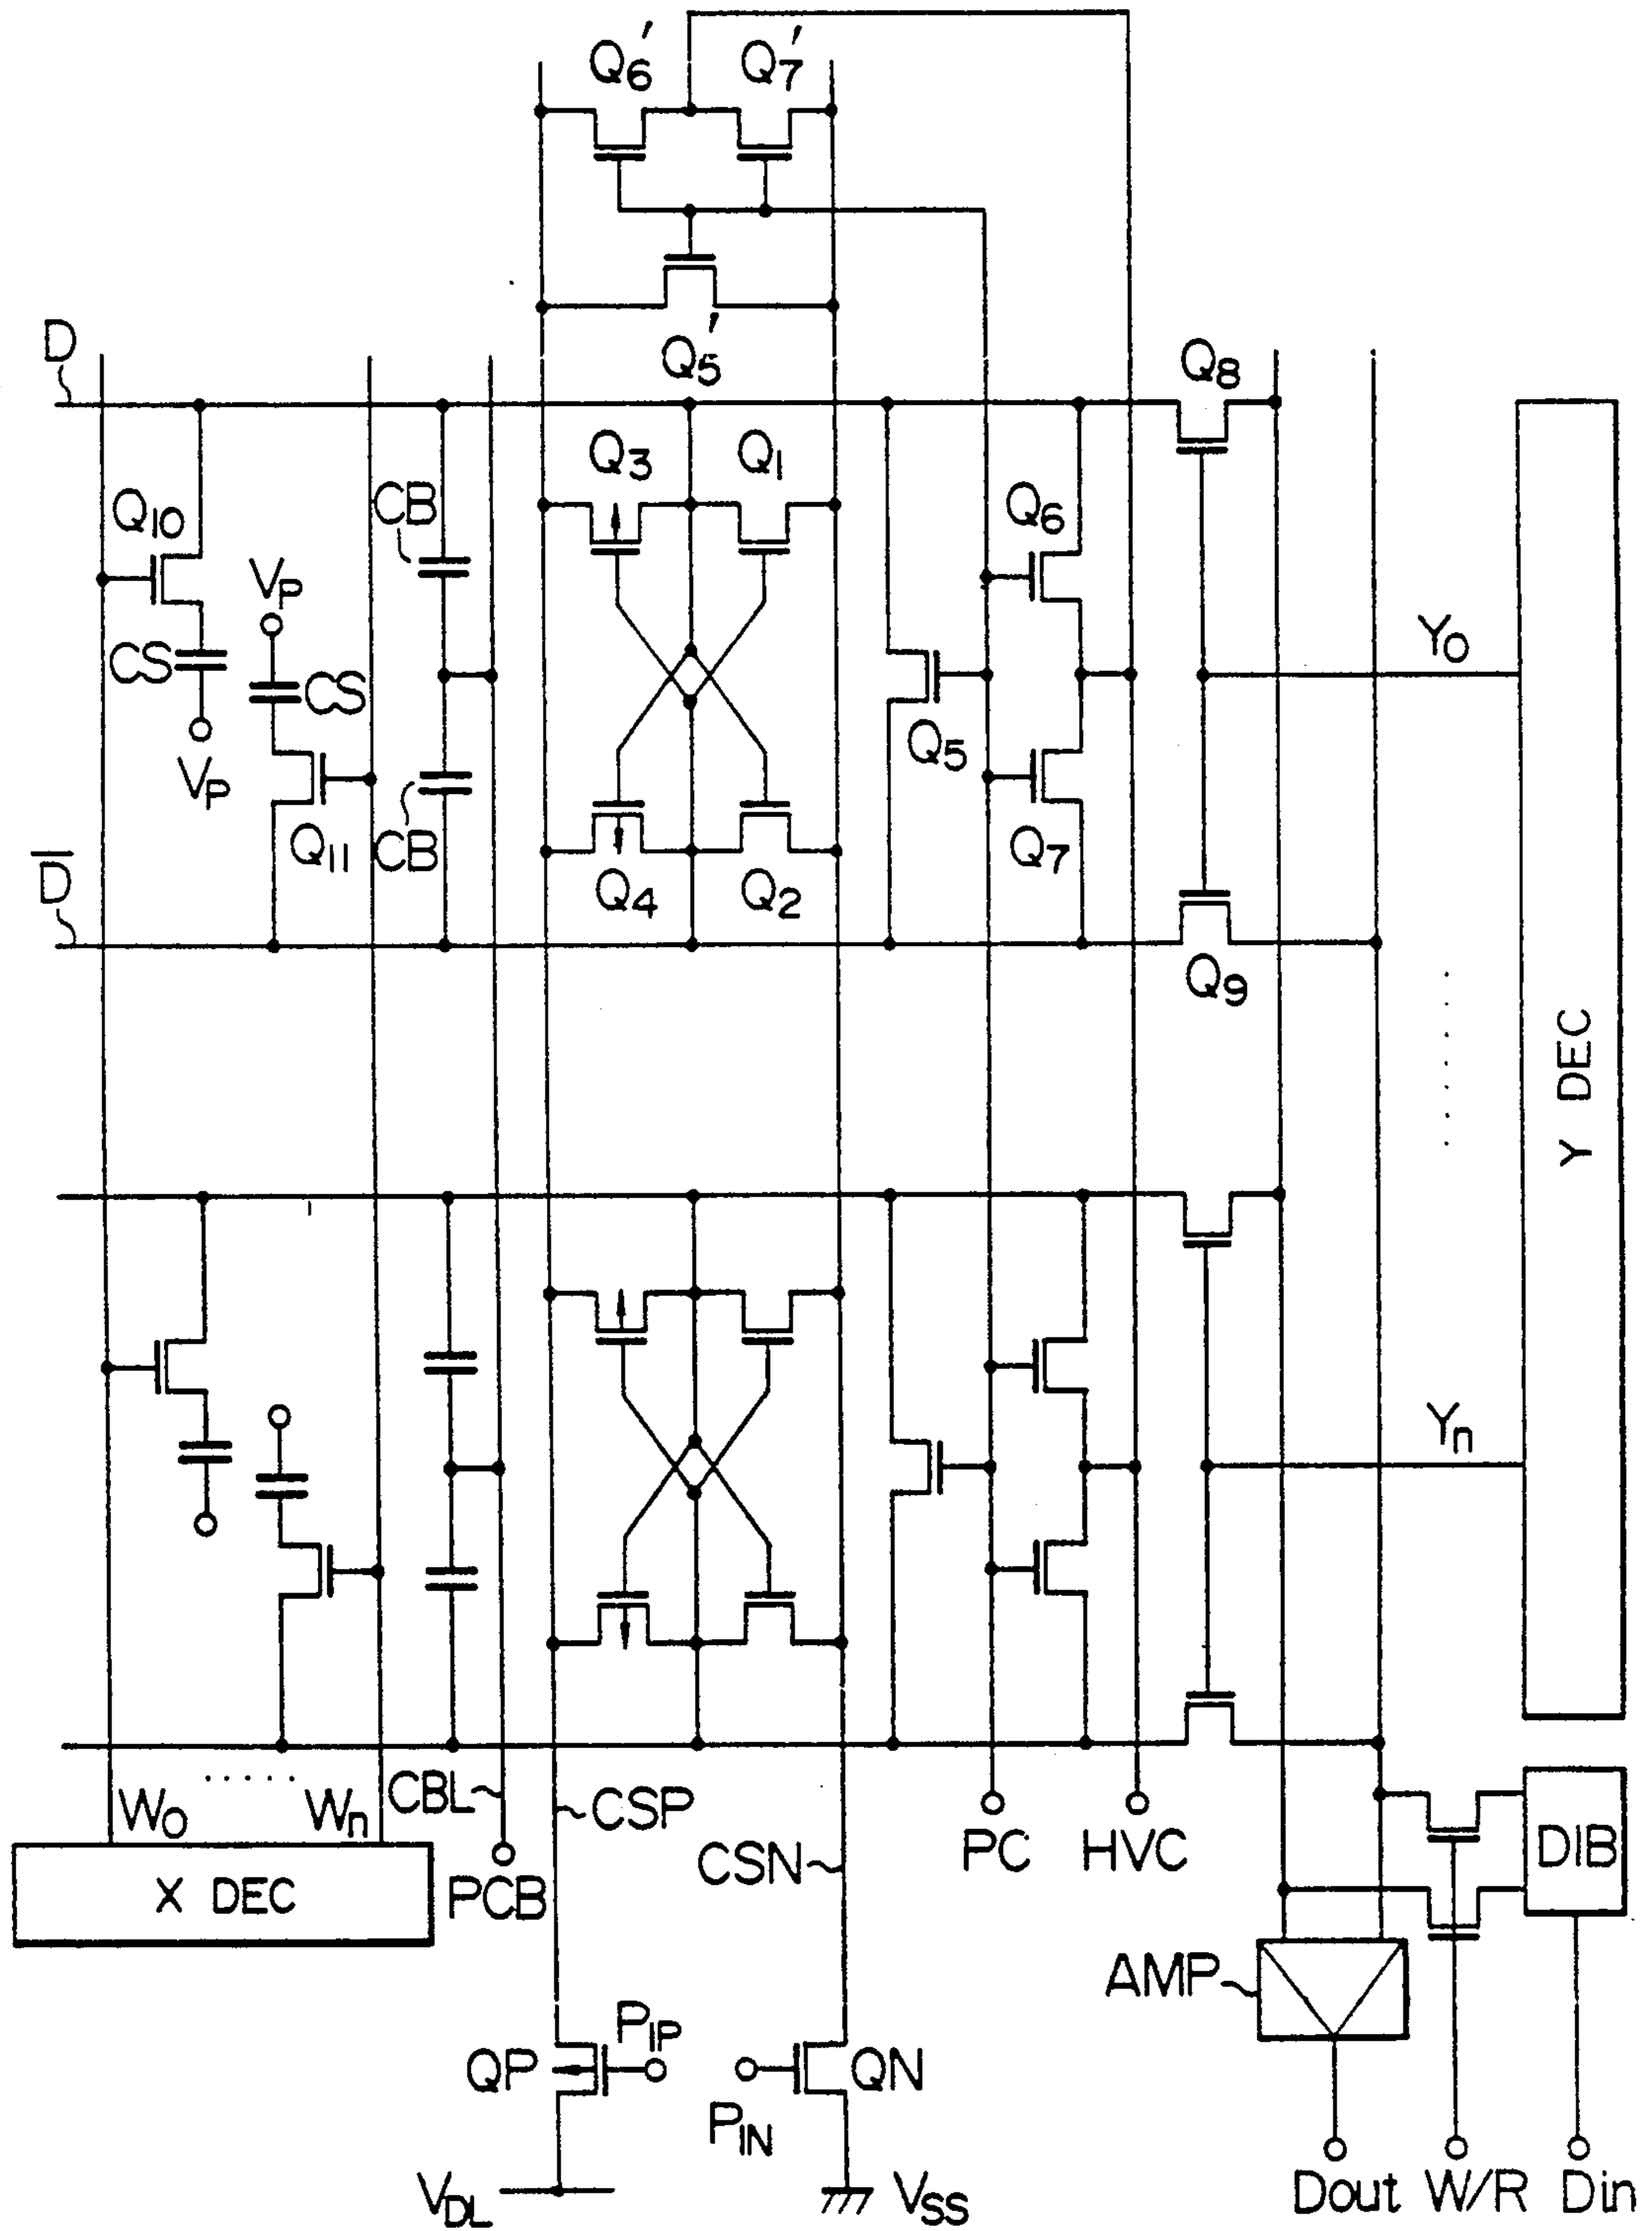 Q6' Q7'
Q5'
D
Q8
Q3 Q1
CB
Q10
Q6
VP
Y0
CS
CS
Q5
VP
Q11
CB
Q7
D̅
Q4 Q2
Q9
Y DEC
Yn
W0 ..... Wn
CBL
CSP
CSN
PC HVC
DIB
X DEC
PCB
AMP
PIP
QP
QN
PIN
VDL
VSS
Dout W/R Din